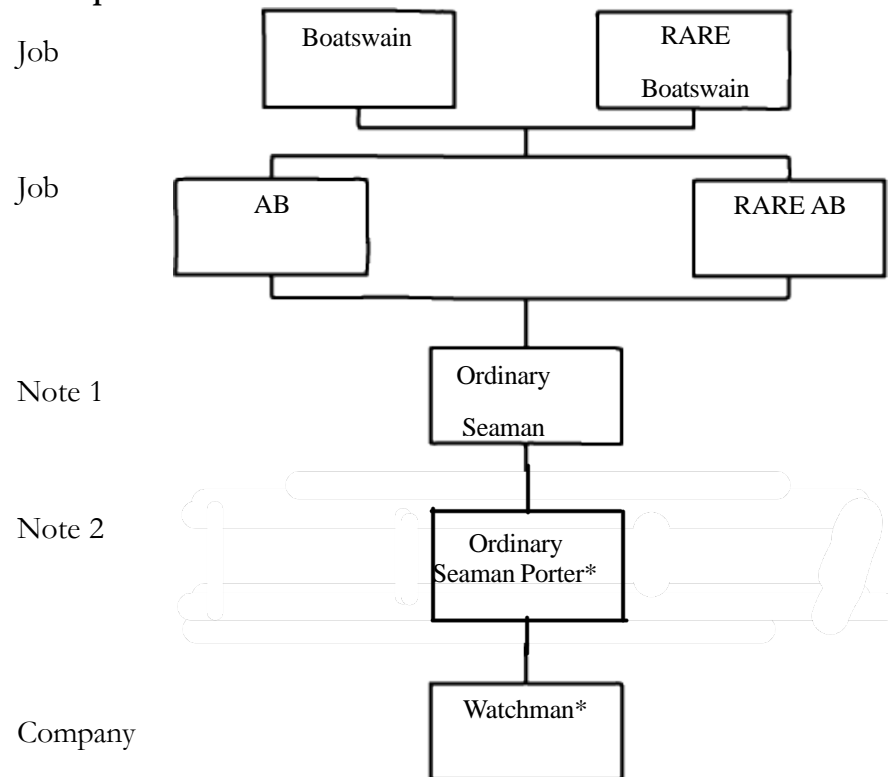 Job
Boatswain
RARE
Boatswain
Job
AB
RARE AB
Note 1
Ordinary
Seaman
Note 2
Ordinary
Seaman Porter*
Company
Watchman*